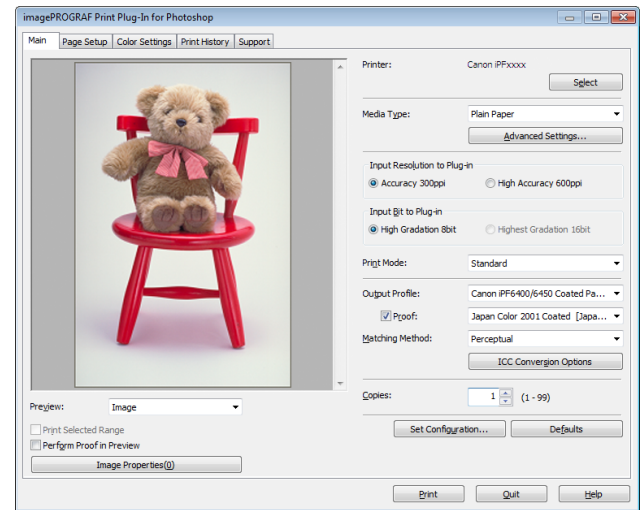 imagePROGRAF Print Plug-In for Photoshop
Main Page Setup Color Settings Print History Support
Printer: Canon iPFxxxx
Select
Media Type: Plain Paper
Advanced Settings...
Input Resolution to Plug-in
Accuracy 300ppi High Accuracy 600ppi
Input Bit to Plug-in
High Gradation 8bit Highest Gradation 16bit
Print Mode: Standard
Output Profile: Canon iPF6400/6450 Coated Pa...
Proof: Japan Color 2001 Coated [Japa...
Matching Method: Perceptual
ICC Conversion Options
Copies: 1 (1 - 99)
Set Configuration... Defaults
Preview: Image
Print Selected Range
Perform Proof in Preview
Image Properties(0)
Print Quit Help